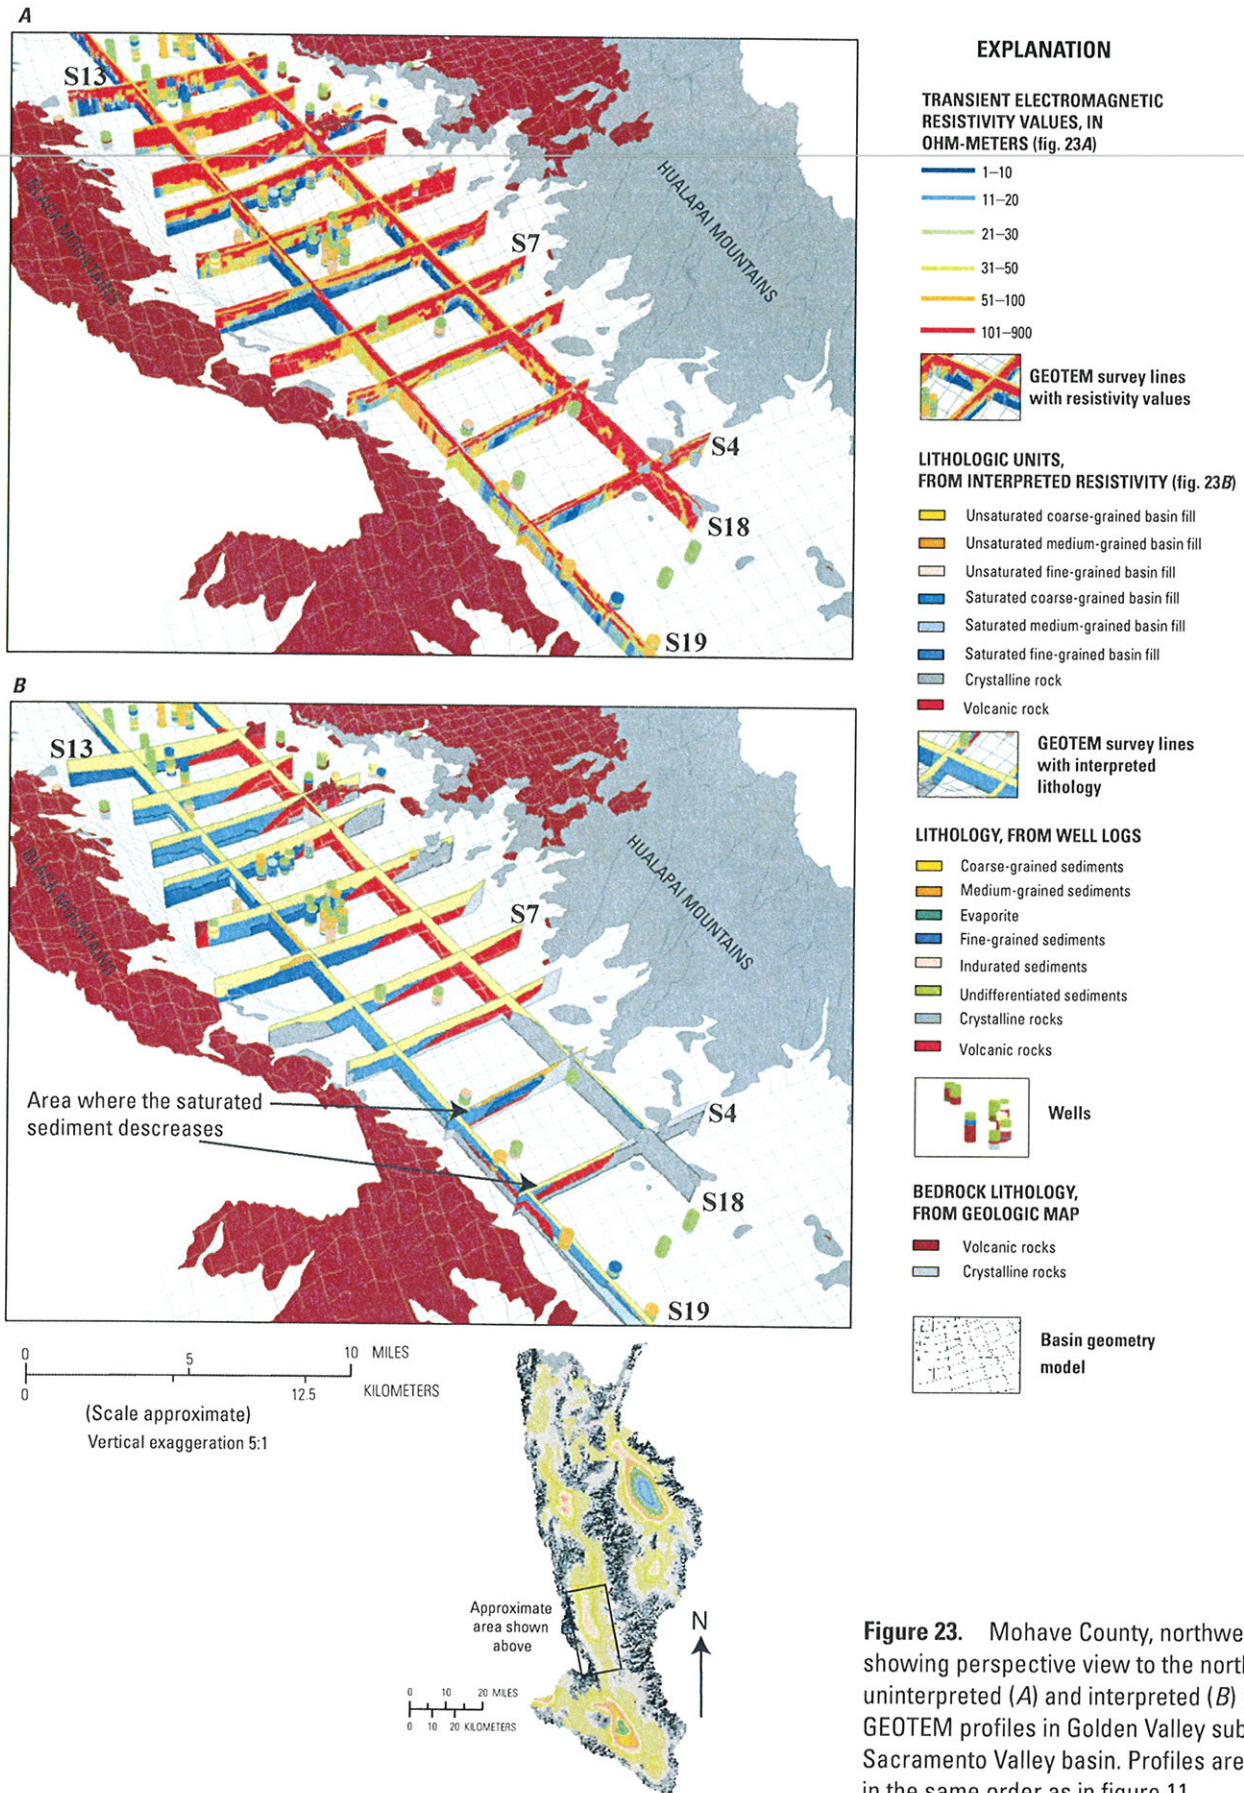 A
S13
BLACK MOUNTAINS
HUALAPAI MOUNTAINS
S7
S4
S18
S19
EXPLANATION
TRANSIENT ELECTROMAGNETIC
RESISTIVITY VALUES, IN
OHM-METERS (fig. 23A)
1–10
11–20
21–30
31–50
51–100
101–900
GEOTEM survey lines
with resistivity values
LITHOLOGIC UNITS,
FROM INTERPRETED RESISTIVITY (fig. 23B)
Unsaturated coarse-grained basin fill
Unsaturated medium-grained basin fill
Unsaturated fine-grained basin fill
Saturated coarse-grained basin fill
Saturated medium-grained basin fill
Saturated fine-grained basin fill
Crystalline rock
Volcanic rock
GEOTEM survey lines
with interpreted
lithology
LITHOLOGY, FROM WELL LOGS
Coarse-grained sediments
Medium-grained sediments
Evaporite
Fine-grained sediments
Indurated sediments
Undifferentiated sediments
Crystalline rocks
Volcanic rocks
Wells
BEDROCK LITHOLOGY,
FROM GEOLOGIC MAP
Volcanic rocks
Crystalline rocks
Basin geometry
model
B
S13
BLACK MOUNTAINS
HUALAPAI MOUNTAINS
S7
Area where the saturated
sediment descreases
S4
S18
S19
0 5 10 MILES
0 12.5 KILOMETERS
(Scale approximate)
Vertical exaggeration 5:1
Approximate
area shown
above
N
0 10 20 MILES
0 10 20 KILOMETERS
Figure 23. Mohave County, northwe
showing perspective view to the north
uninterpreted (A) and interpreted (B)
GEOTEM profiles in Golden Valley sub
Sacramento Valley basin. Profiles are
in the same order as in figure 11